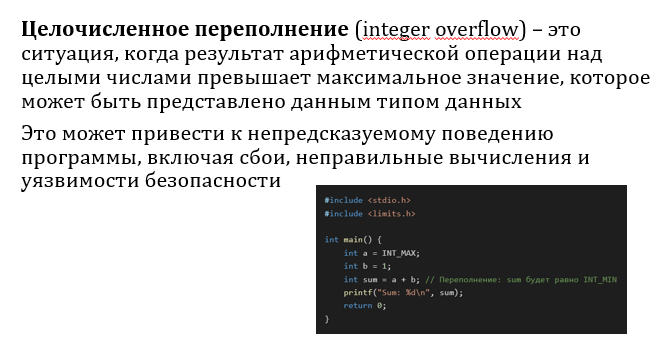 Целочисленное переполнение (integer overflow) – это
ситуация, когда результат арифметической операции над
целыми числами превышает максимальное значение, которое
может быть представлено данным типом данных
Это может привести к непредсказуемому поведению
программы, включая сбои, неправильные вычисления и
уязвимости безопасности
#include <stdio.h>
#include <limits.h>
int main() {
    int a = INT_MAX;
    int b = 1;
    int sum = a + b; // Переполнение: sum будет равно INT_MIN
    printf("Sum: %d\n", sum);
    return 0;
}